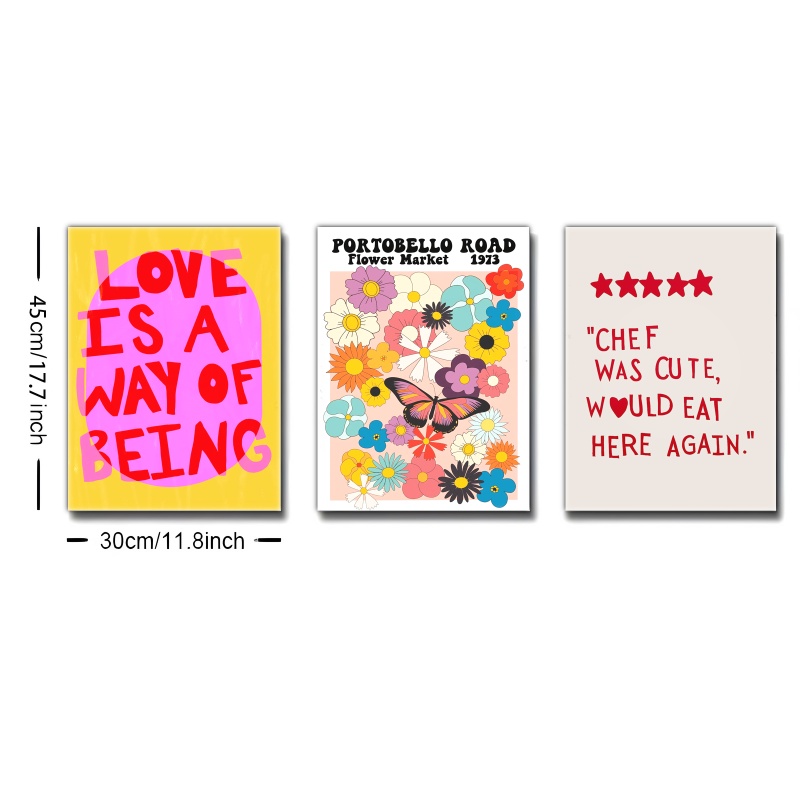 45cm/17.7inch
30cm/11.8inch
LOVE
IS A
WAY OF
BEING
PORTOBELLO ROAD
Flower Market 1973
"CHEF
WAS CUTE,
W♥ULD EAT
HERE AGAIN."